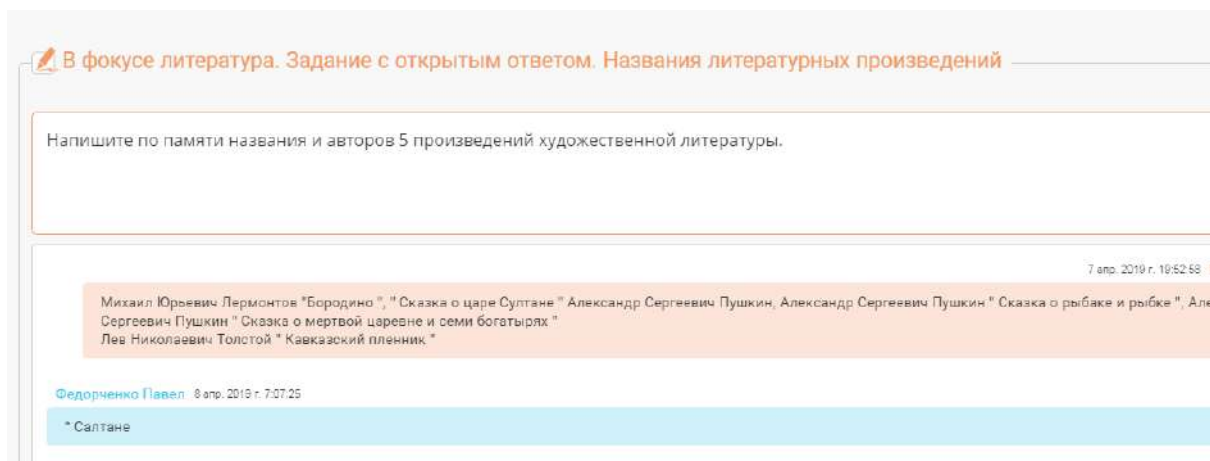 В фокусе литература. Задание с открытым ответом. Названия литературных произведений
Напишите по памяти названия и авторов 5 произведений художественной литературы.
7 апр. 2019 г. 19:52:58
Михаил Юрьевич Лермонтов "Бородино ", " Сказка о царе Султане " Александр Сергеевич Пушкин, Александр Сергеевич Пушкин " Сказка о рыбаке и рыбке ", Але
Сергеевич Пушкин " Сказка о мертвой царевне и семи богатырях "
Лев Николаевич Толстой " Кавказский пленник "
Федорченко Павел 8 апр. 2019 г. 7:07:25
* Салтане